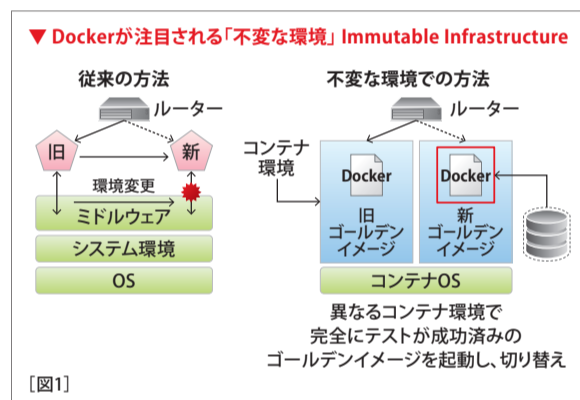 ▼ Dockerが注目される「不変な環境」 Immutable Infrastructure
従来の方法
ルーター
旧
新
環境変更
ミドルウェア
システム環境
OS
不変な環境での方法
ルーター
コンテナ
環境
Docker
旧
ゴールデン
イメージ
Docker
新
ゴールデン
イメージ
コンテナOS
異なるコンテナ環境で
完全にテストが成功済みの
ゴールデンイメージを起動し、切り替え
[図1]